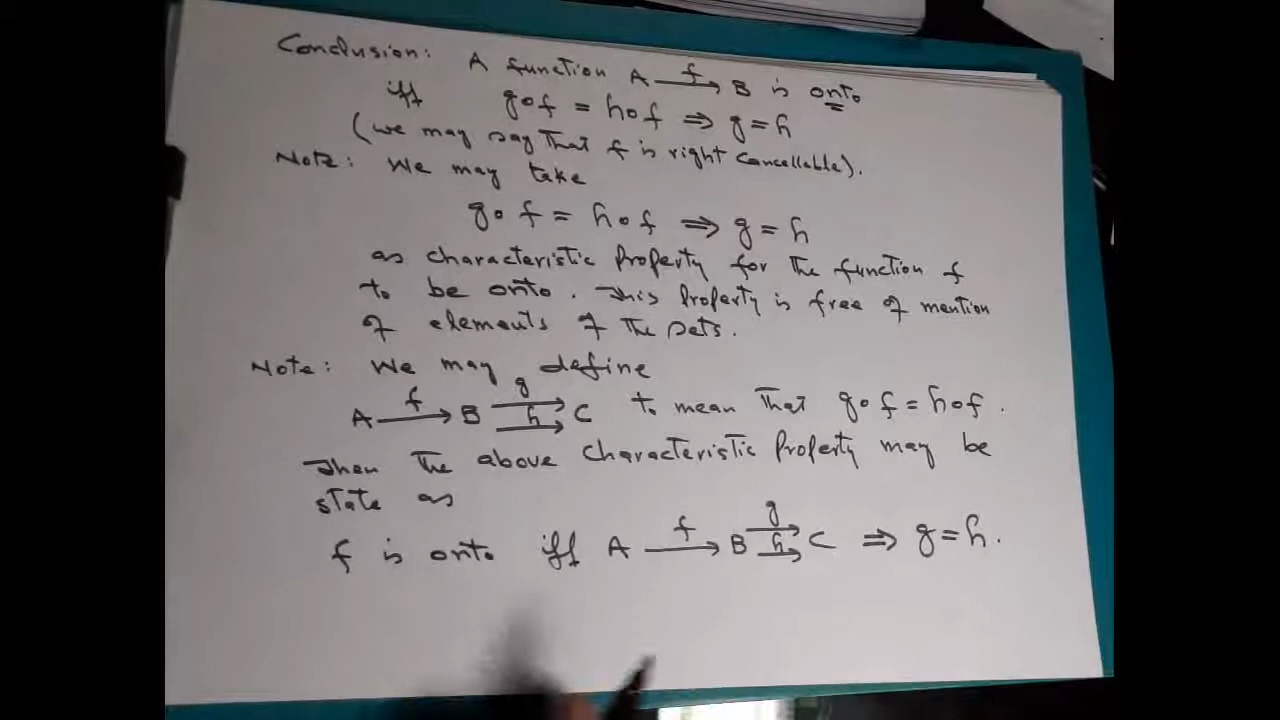 Conclusion: A function A —f→ B is onto
iff g∘f = h∘f ⇒ g=h
(we may say that f is right cancellable).
Note: We may take
g∘f = h∘f ⇒ g=h
as characteristic Property for the function f
to be onto. This Property is free of mention
of elements of the sets.
Note: We may define
A —f→ B g⇉h C to mean that g∘f = h∘f.
Then the above characteristic Property may be
state as
f is onto iff A —f→ B g⇉h C ⇒ g=h.